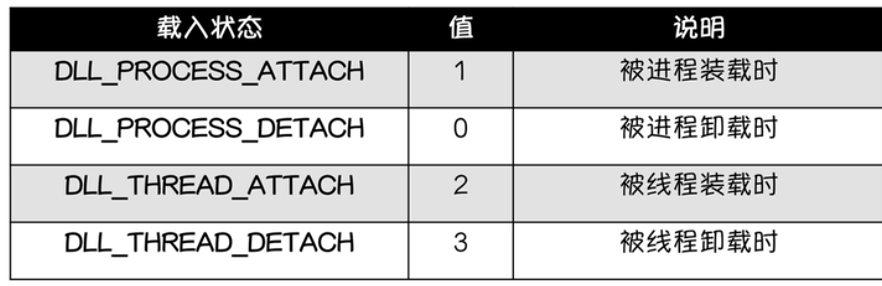 载入状态 值 说明
DLL_PROCESS_ATTACH 1 被进程装载时
DLL_PROCESS_DETACH 0 被进程卸载时
DLL_THREAD_ATTACH 2 被线程装载时
DLL_THREAD_DETACH 3 被线程卸载时